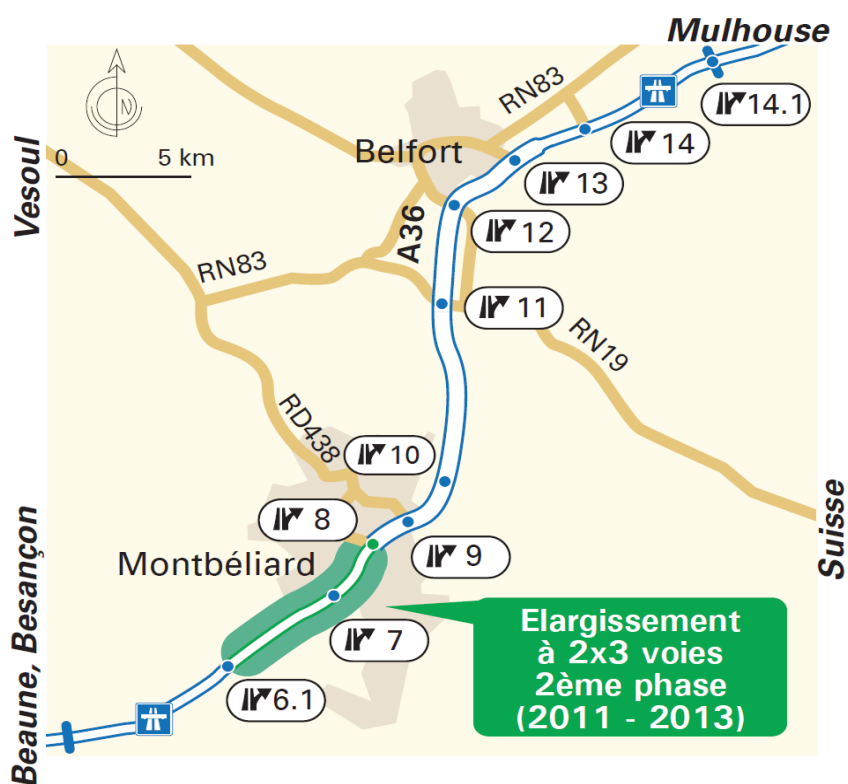 Mulhouse
N
0
5 km
Vesoul
RN83
14.1
Belfort
14
13
A36
12
RN83
11
RN19
RD438
10
8
9
Montbéliard
7
6.1
Suisse
Beaune, Besançon
Elargissement
à 2x3 voies
2ème phase
(2011 - 2013)